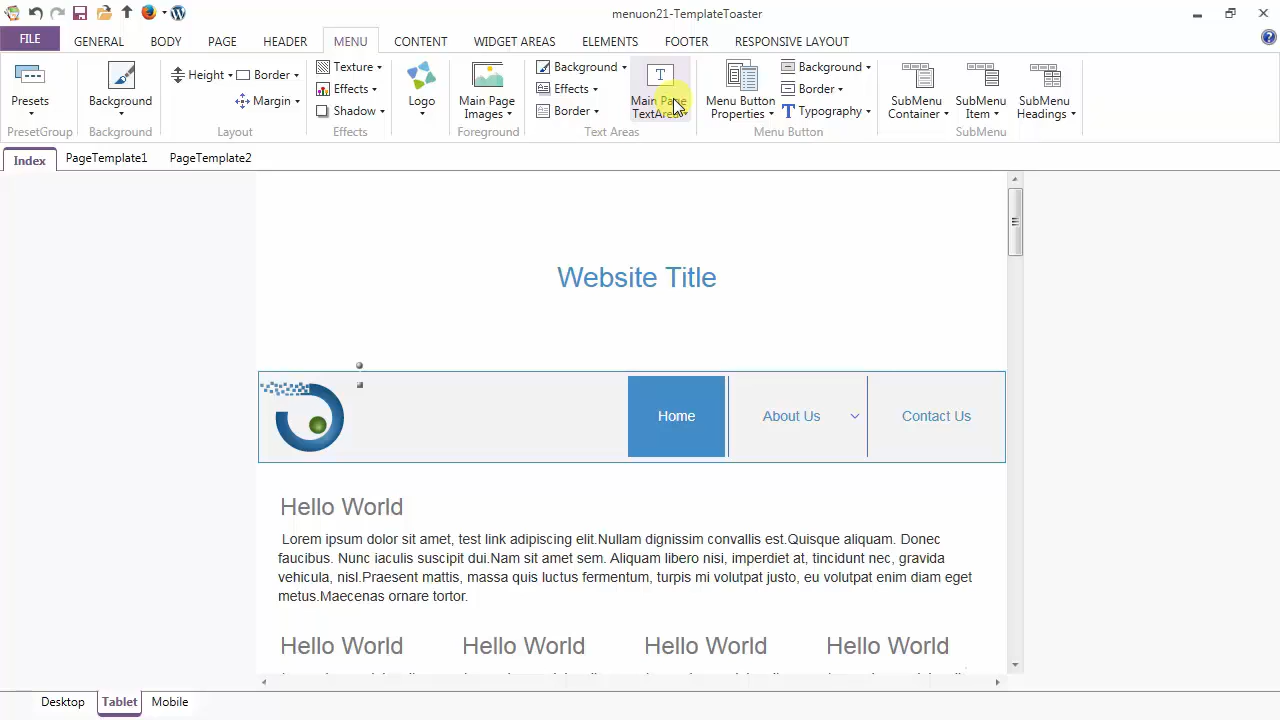 menuon21-TemplateToaster
FILE GENERAL BODY PAGE HEADER MENU CONTENT WIDGET AREAS ELEMENTS FOOTER RESPONSIVE LAYOUT
Presets
PresetGroup
Background
Background
Height Border
Margin
Layout
Texture
Effects
Shadow
Effects
Logo
Main Page
Images
Foreground
Background
Effects
Border
Main Page
TextArea
Text Areas
Menu Button
Properties
Background
Border
Typography
Menu Button
SubMenu
Container
SubMenu
Item
SubMenu
Headings
SubMenu
Index PageTemplate1 PageTemplate2
Website Title
Home About Us Contact Us
Hello World
Lorem ipsum dolor sit amet, test link adipiscing elit.Nullam dignissim convallis est.Quisque aliquam. Donec
faucibus. Nunc iaculis suscipit dui.Nam sit amet sem. Aliquam libero nisi, imperdiet at, tincidunt nec, gravida
vehicula, nisl.Praesent mattis, massa quis luctus fermentum, turpis mi volutpat justo, eu volutpat enim diam eget
metus.Maecenas ornare tortor.
Hello World Hello World Hello World Hello World
Desktop Tablet Mobile